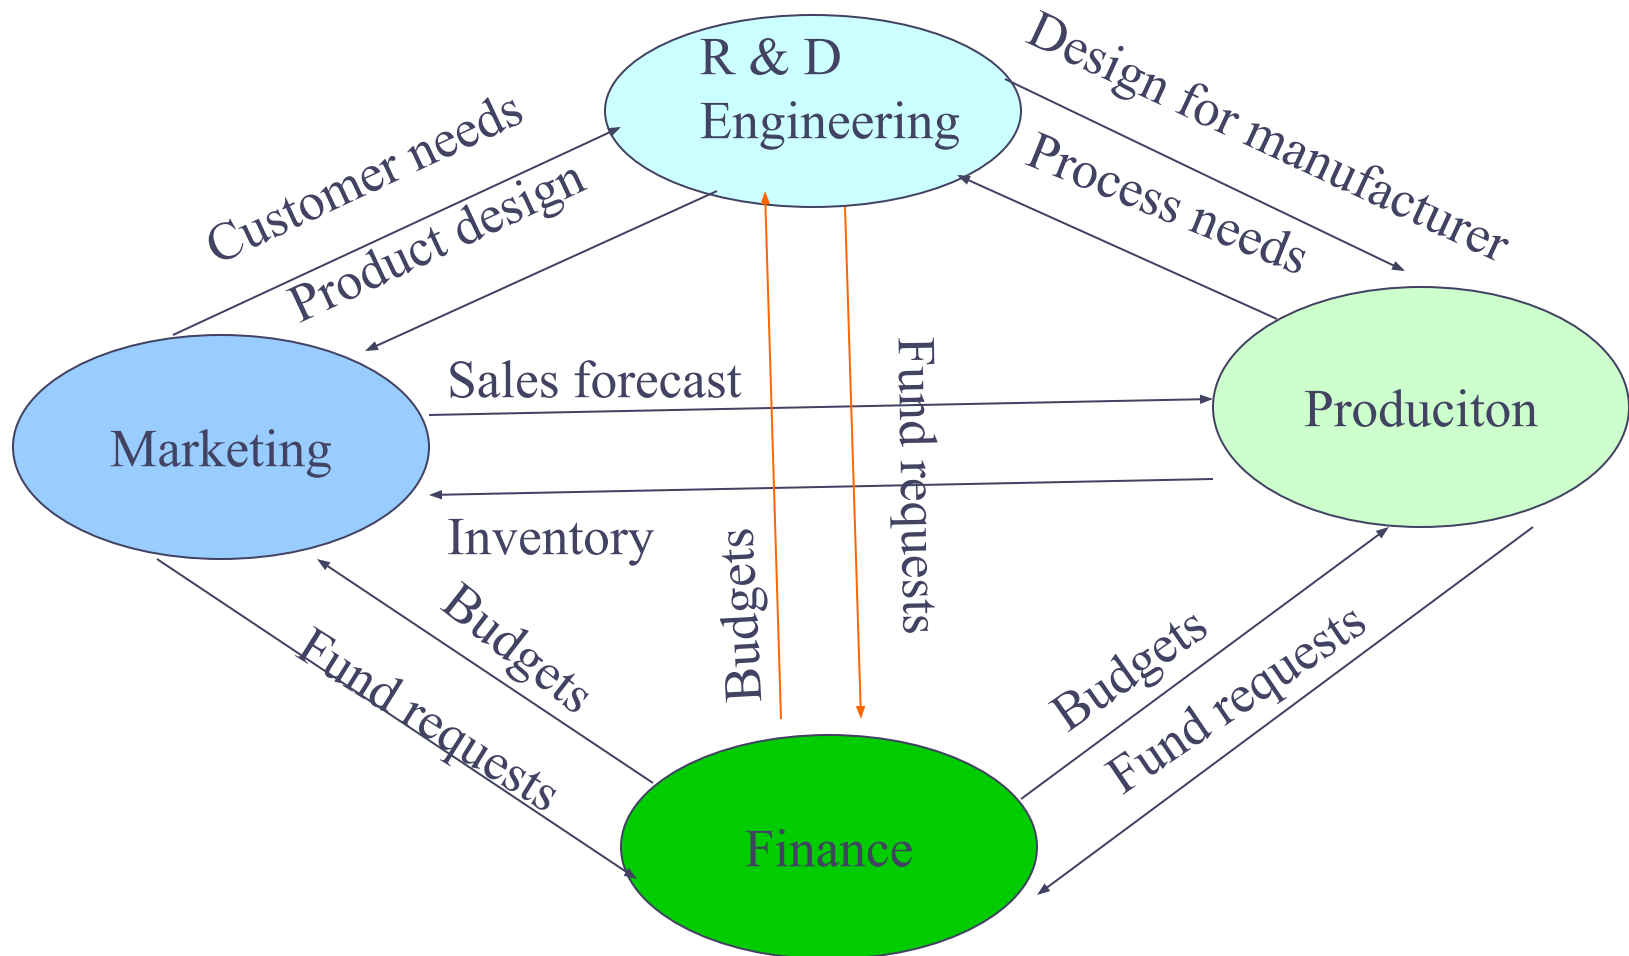 R & D
Engineering
Design for manufacturer
Customer needs
Process needs
Product design
Sales forecast
Fund requests
Produciton
Marketing
Inventory
Budgets
Budgets
Budgets
Fund requests
Fund requests
Finance